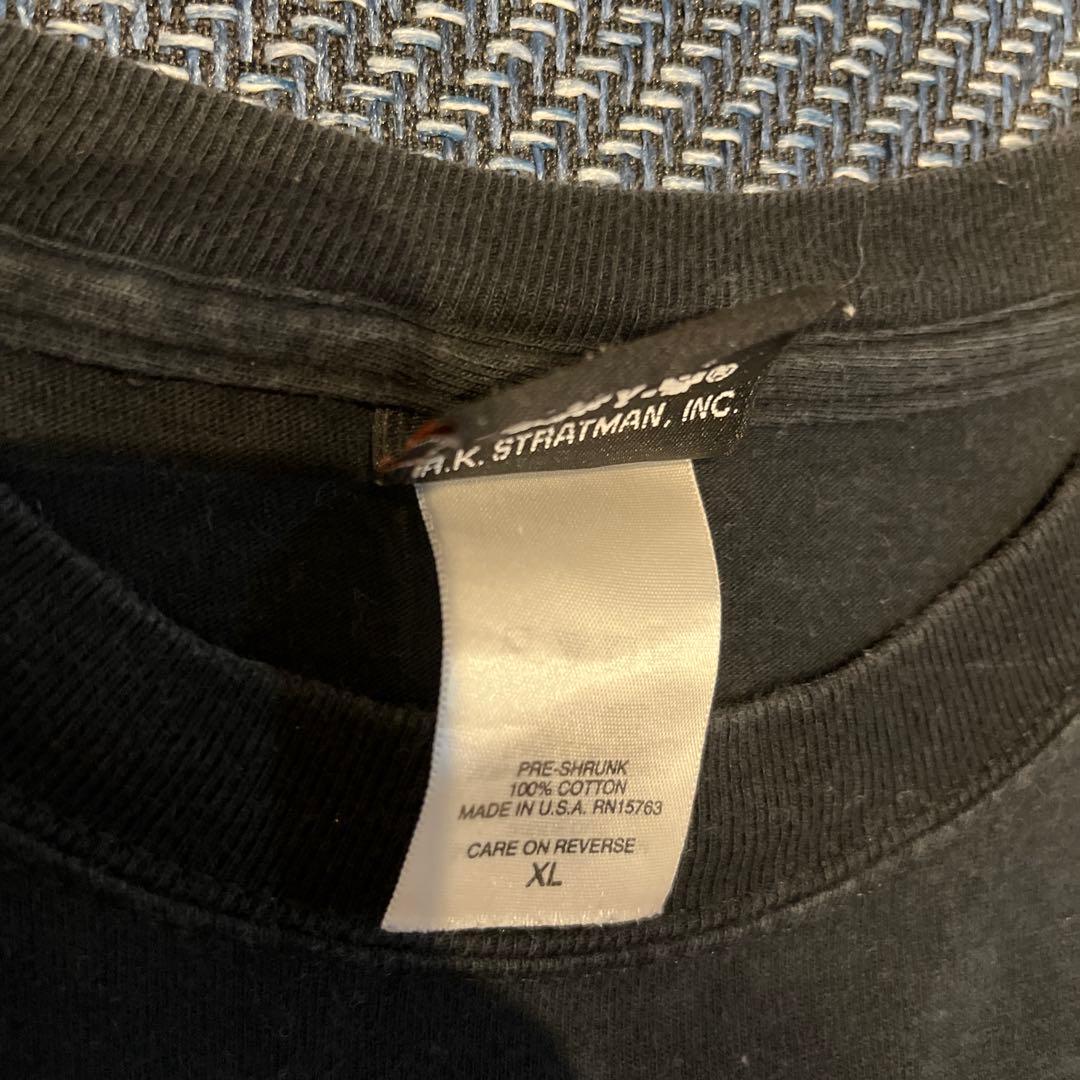 R.K. STRATMAN, INC.
PRE-SHRUNK
100% COTTON
MADE IN U.S.A. RN15763
CARE ON REVERSE
XL